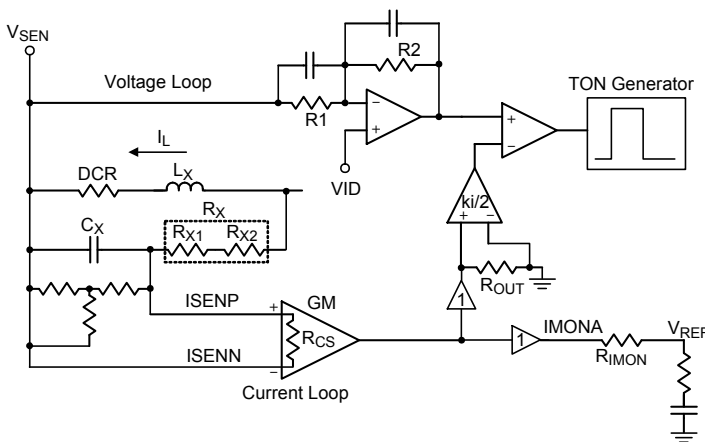 VSEN
Voltage Loop
R2
R1
TON Generator
VID
IL
DCR
LX
RX
CX
RX1
RX2
ki/2
ROUT
ISENP
GM
RCS
ISENN
Current Loop
1
1
IMONA
RIMON
VREF
+
-
+
-
+
-
+
-